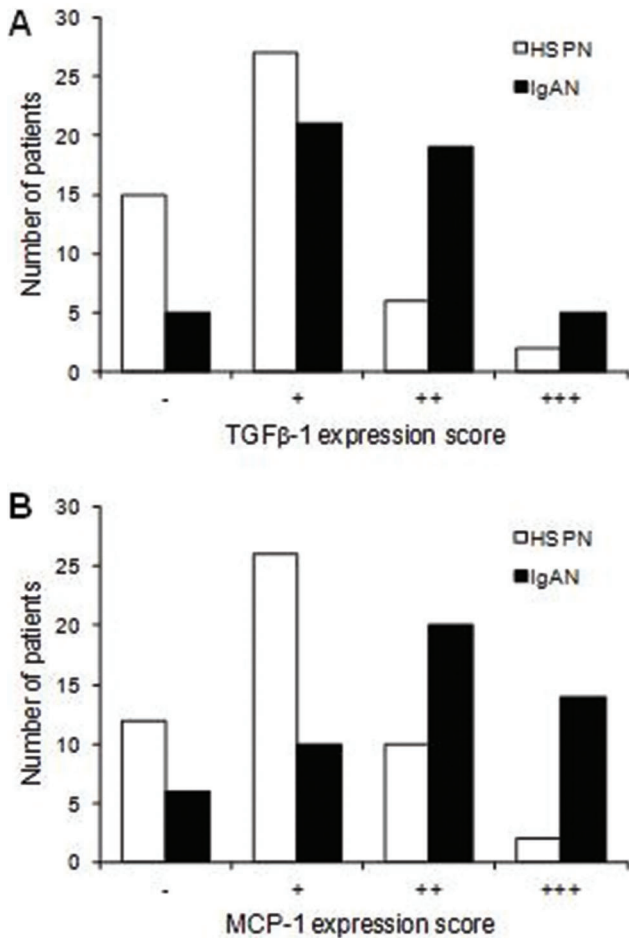 A
30
25
20
15
10
5
0
Number of patients
HSPN
IgAN
- + ++ +++
TGFβ-1 expression score
B
30
25
20
15
10
5
0
Number of patients
HSPN
IgAN
- + ++ +++
MCP-1 expression score